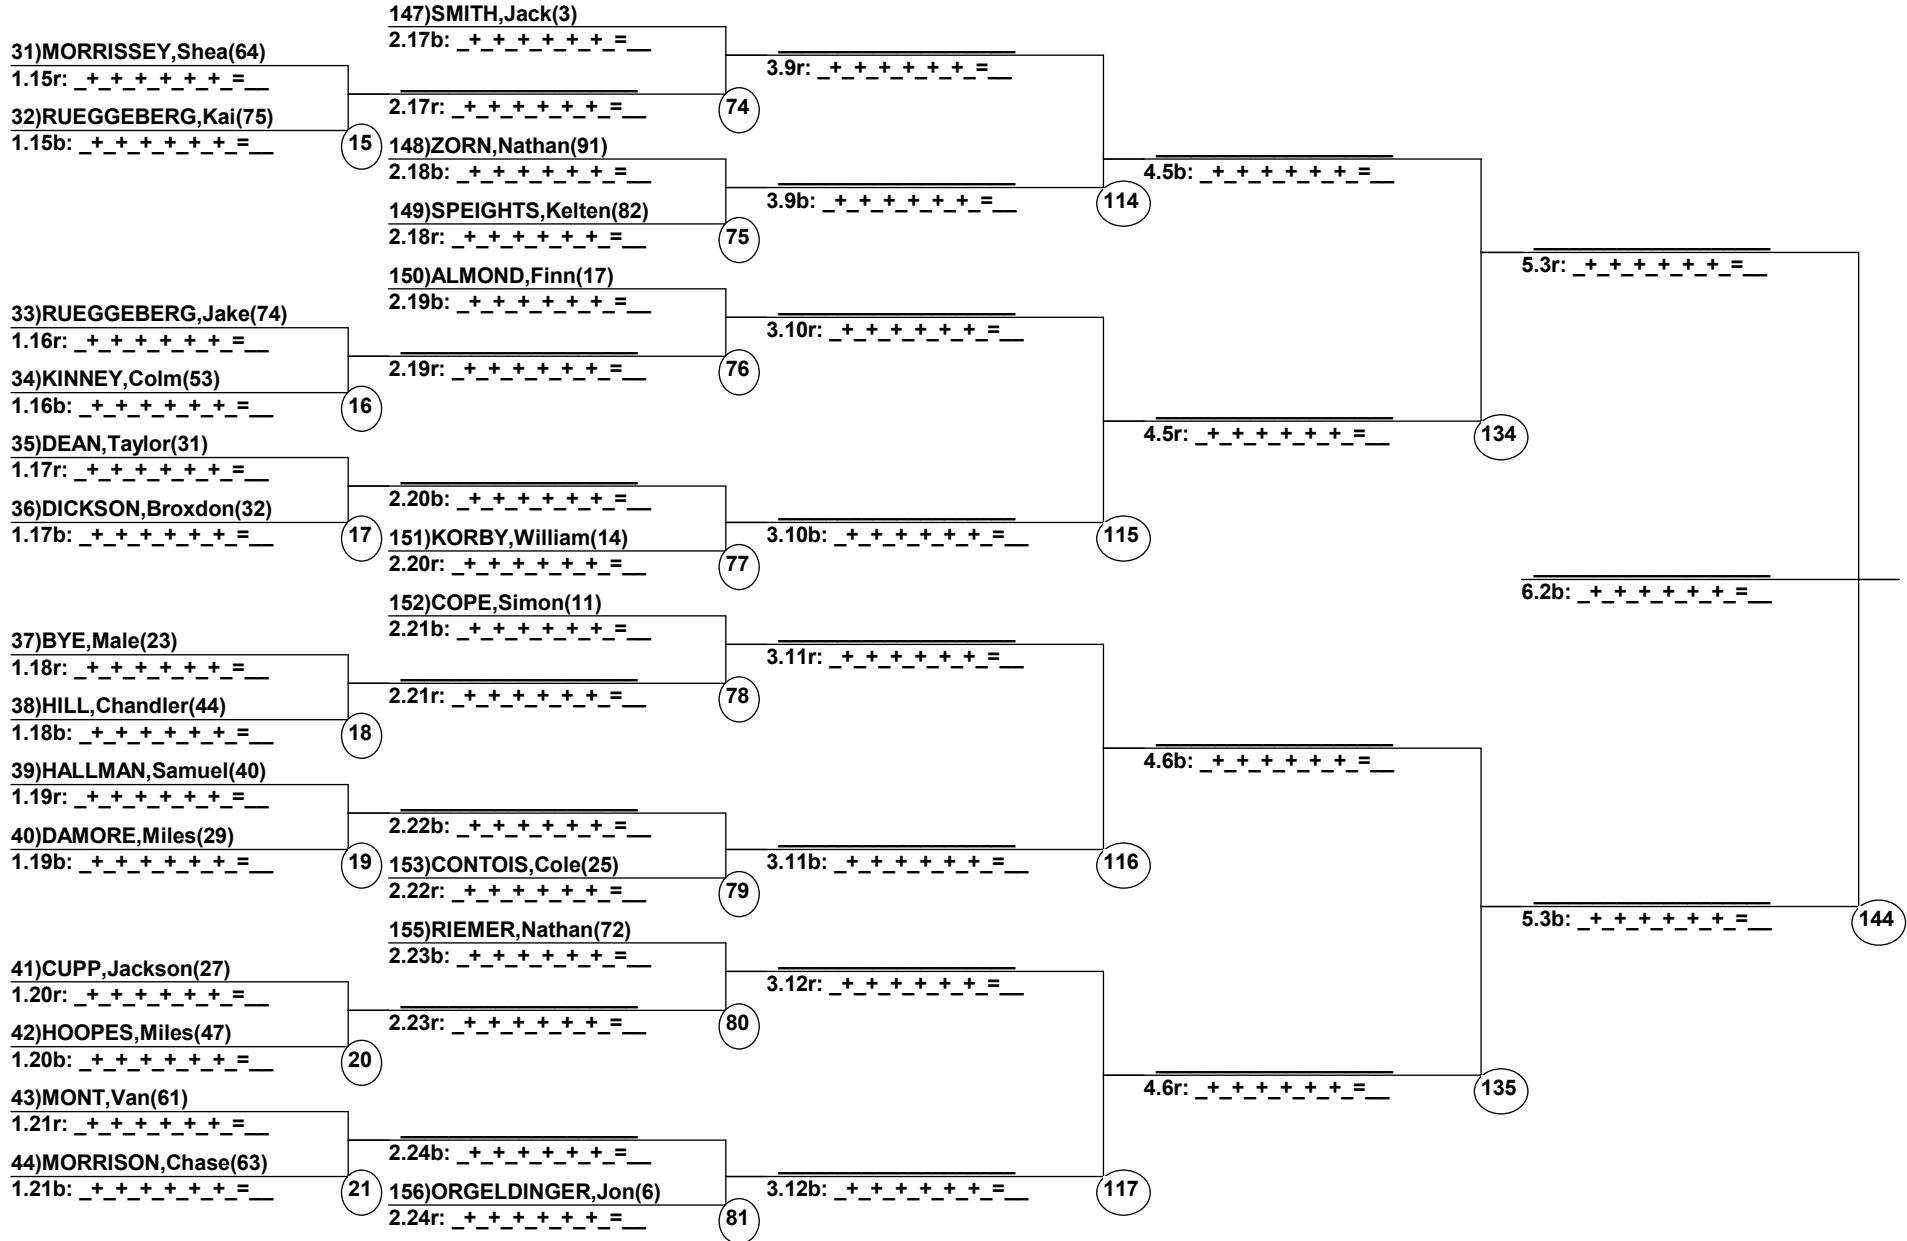 147)SMITH,Jack(3)
2.17b: _+_+_+_+_+_=__
31)MORRISSEY,Shea(64)
1.15r: _+_+_+_+_+_=__
32)RUEGGEBERG,Kai(75)
1.15b: _+_+_+_+_+_=__
15
2.17r: _+_+_+_+_+_=__
74
3.9r: _+_+_+_+_+_=__
148)ZORN,Nathan(91)
2.18b: _+_+_+_+_+_=__
149)SPEIGHTS,Kelten(82)
2.18r: _+_+_+_+_+_=__
75
3.9b: _+_+_+_+_+_=__
114
4.5b: _+_+_+_+_+_=__
150)ALMOND,Finn(17)
2.19b: _+_+_+_+_+_=__
33)RUEGGEBERG,Jake(74)
1.16r: _+_+_+_+_+_=__
34)KINNEY,Colm(53)
1.16b: _+_+_+_+_+_=__
16
2.19r: _+_+_+_+_+_=__
76
3.10r: _+_+_+_+_+_=__
35)DEAN,Taylor(31)
1.17r: _+_+_+_+_+_=__
36)DICKSON,Broxdon(32)
1.17b: _+_+_+_+_+_=__
17
2.20b: _+_+_+_+_+_=__
151)KORBY,William(14)
2.20r: _+_+_+_+_+_=__
77
3.10b: _+_+_+_+_+_=__
115
4.5r: _+_+_+_+_+_=__
134
5.3r: _+_+_+_+_+_=__
6.2b: _+_+_+_+_+_=__
152)COPE,Simon(11)
2.21b: _+_+_+_+_+_=__
37)BYE,Male(23)
1.18r: _+_+_+_+_+_=__
38)HILL,Chandler(44)
1.18b: _+_+_+_+_+_=__
18
2.21r: _+_+_+_+_+_=__
78
3.11r: _+_+_+_+_+_=__
39)HALLMAN,Samuel(40)
1.19r: _+_+_+_+_+_=__
40)DAMORE,Miles(29)
1.19b: _+_+_+_+_+_=__
19
2.22b: _+_+_+_+_+_=__
153)CONTOIS,Cole(25)
2.22r: _+_+_+_+_+_=__
79
3.11b: _+_+_+_+_+_=__
116
4.6b: _+_+_+_+_+_=__
155)RIEMER,Nathan(72)
2.23b: _+_+_+_+_+_=__
41)CUPP,Jackson(27)
1.20r: _+_+_+_+_+_=__
42)HOOPES,Miles(47)
1.20b: _+_+_+_+_+_=__
20
2.23r: _+_+_+_+_+_=__
80
3.12r: _+_+_+_+_+_=__
43)MONT,Van(61)
1.21r: _+_+_+_+_+_=__
44)MORRISON,Chase(63)
1.21b: _+_+_+_+_+_=__
21
2.24b: _+_+_+_+_+_=__
156)ORGELDINGER,Jon(6)
2.24r: _+_+_+_+_+_=__
81
3.12b: _+_+_+_+_+_=__
117
4.6r: _+_+_+_+_+_=__
135
5.3b: _+_+_+_+_+_=__
144